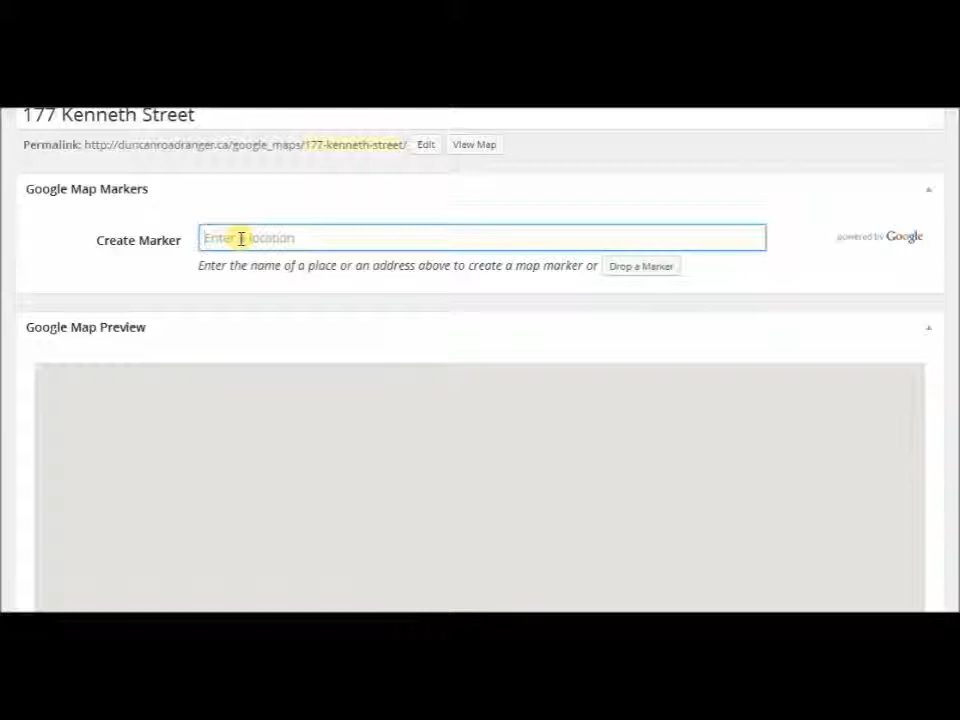 177 Kenneth Street
Permalink: http://duncanroadranger.ca/google_maps/177-kenneth-street/ Edit View Map
Google Map Markers
Create Marker Enter a location powered by Google
Enter the name of a place or an address above to create a map marker or Drop a Marker
Google Map Preview